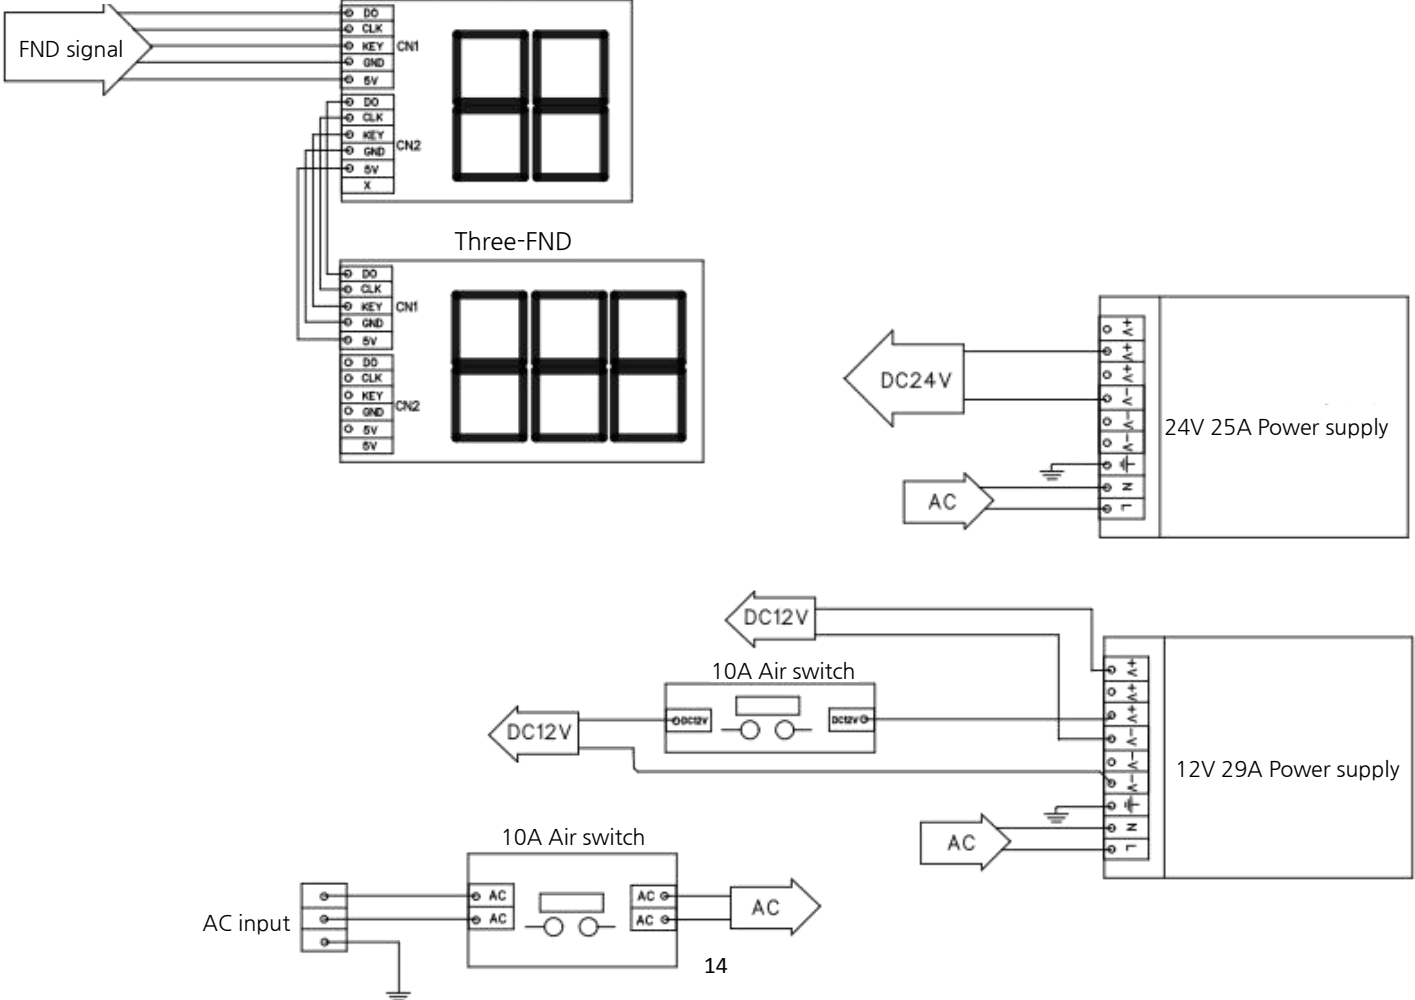 FND signal
DO
CLK
KEY
GND
5V
CN1
DO
CLK
KEY
GND
5V
X
CN2
Three-FND
DO
CLK
KEY
GND
5V
CN1
DO
CLK
KEY
GND
5V
5V
CN2
DC24V
AC
+V
+V
+V
-V
-V
-V
N
L
24V 25A Power supply
DC12V
10A Air switch
DC12V
DC12V
DC12V
AC
+V
+V
+V
-V
-V
-V
N
L
12V 29A Power supply
10A Air switch
AC input
AC
AC
AC
AC
AC
14